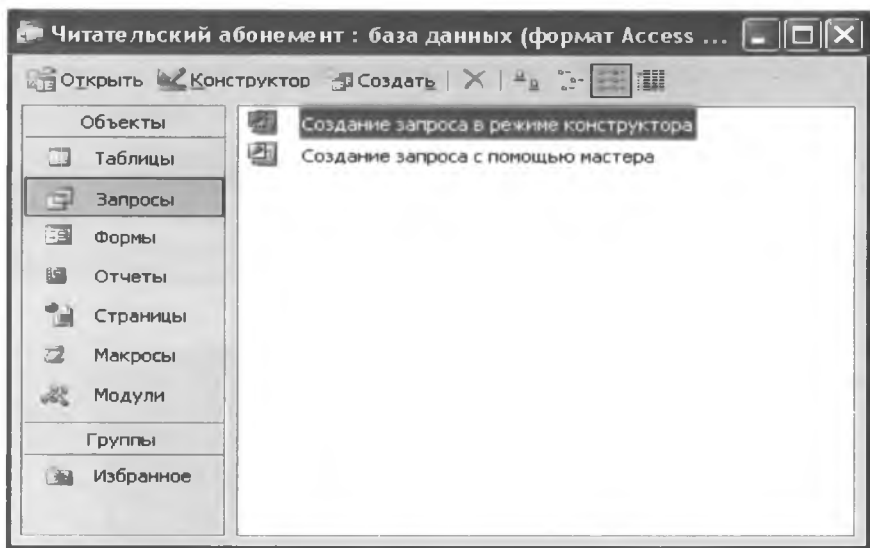 Читательский абонемент : база данных (формат Access ...
Открыть Конструктор Создать
Объекты
Таблицы
Запросы
Формы
Отчеты
Страницы
Макросы
Модули
Группы
Избранное
Создание запроса в режиме конструктора
Создание запроса с помощью мастера